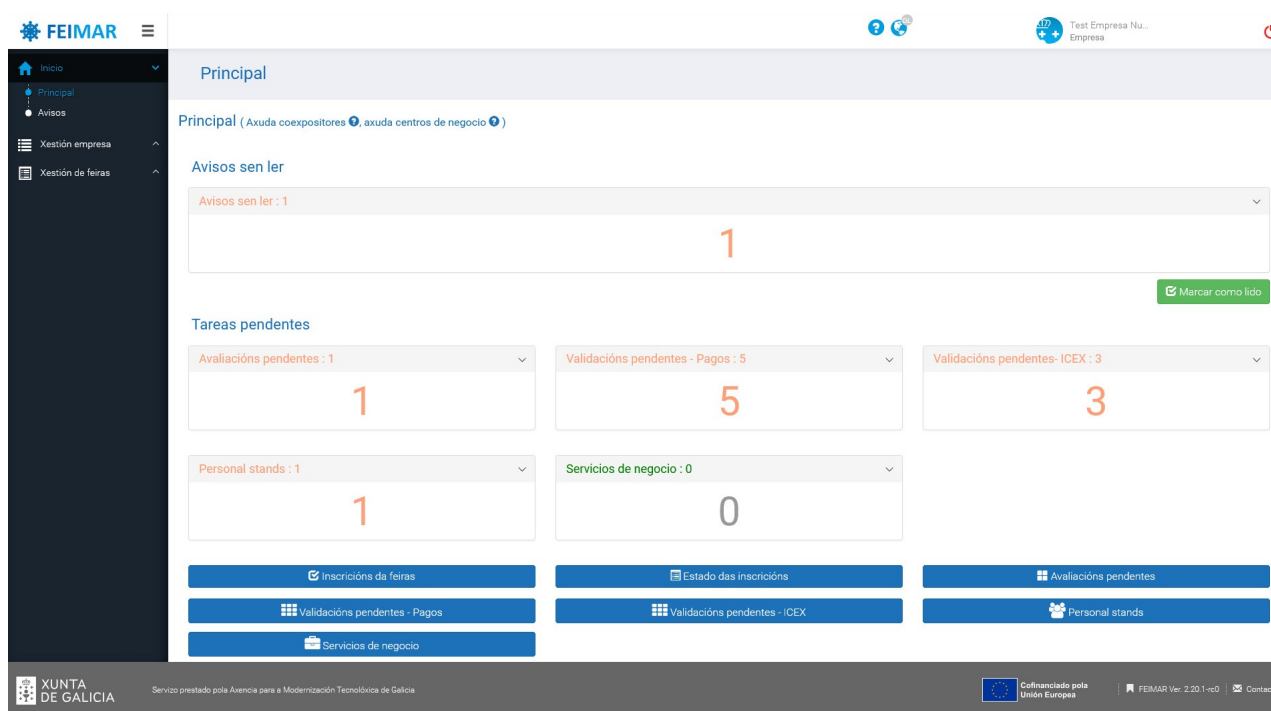 FEIMAR
GL
Test Empresa Nu...
Empresa
Inicio
Principal
Avisos
Xestión empresa
Xestión de feiras
Principal
Principal ( Axuda coexpositores ?, axuda centros de negocio ? )
Avisos sen ler
Avisos sen ler : 1
1
Marcar como lido
Tareas pendentes
Avaliacións pendentes : 1
Validacións pendentes - Pagos : 5
Validacións pendentes- ICEX : 3
1
5
3
Personal stands : 1
Servicios de negocio : 0
1
0
Inscricións da feiras
Estado das inscricións
Avaliacións pendentes
Validacións pendentes - Pagos
Validacións pendentes - ICEX
Personal stands
Servicios de negocio
XUNTA
DE GALICIA
Servizo prestado pola Axencia para a Modernización Tecnolóxica de Galicia
Cofinanciado pola
Unión Europea
FEIMAR Ver. 2.20.1-rc0